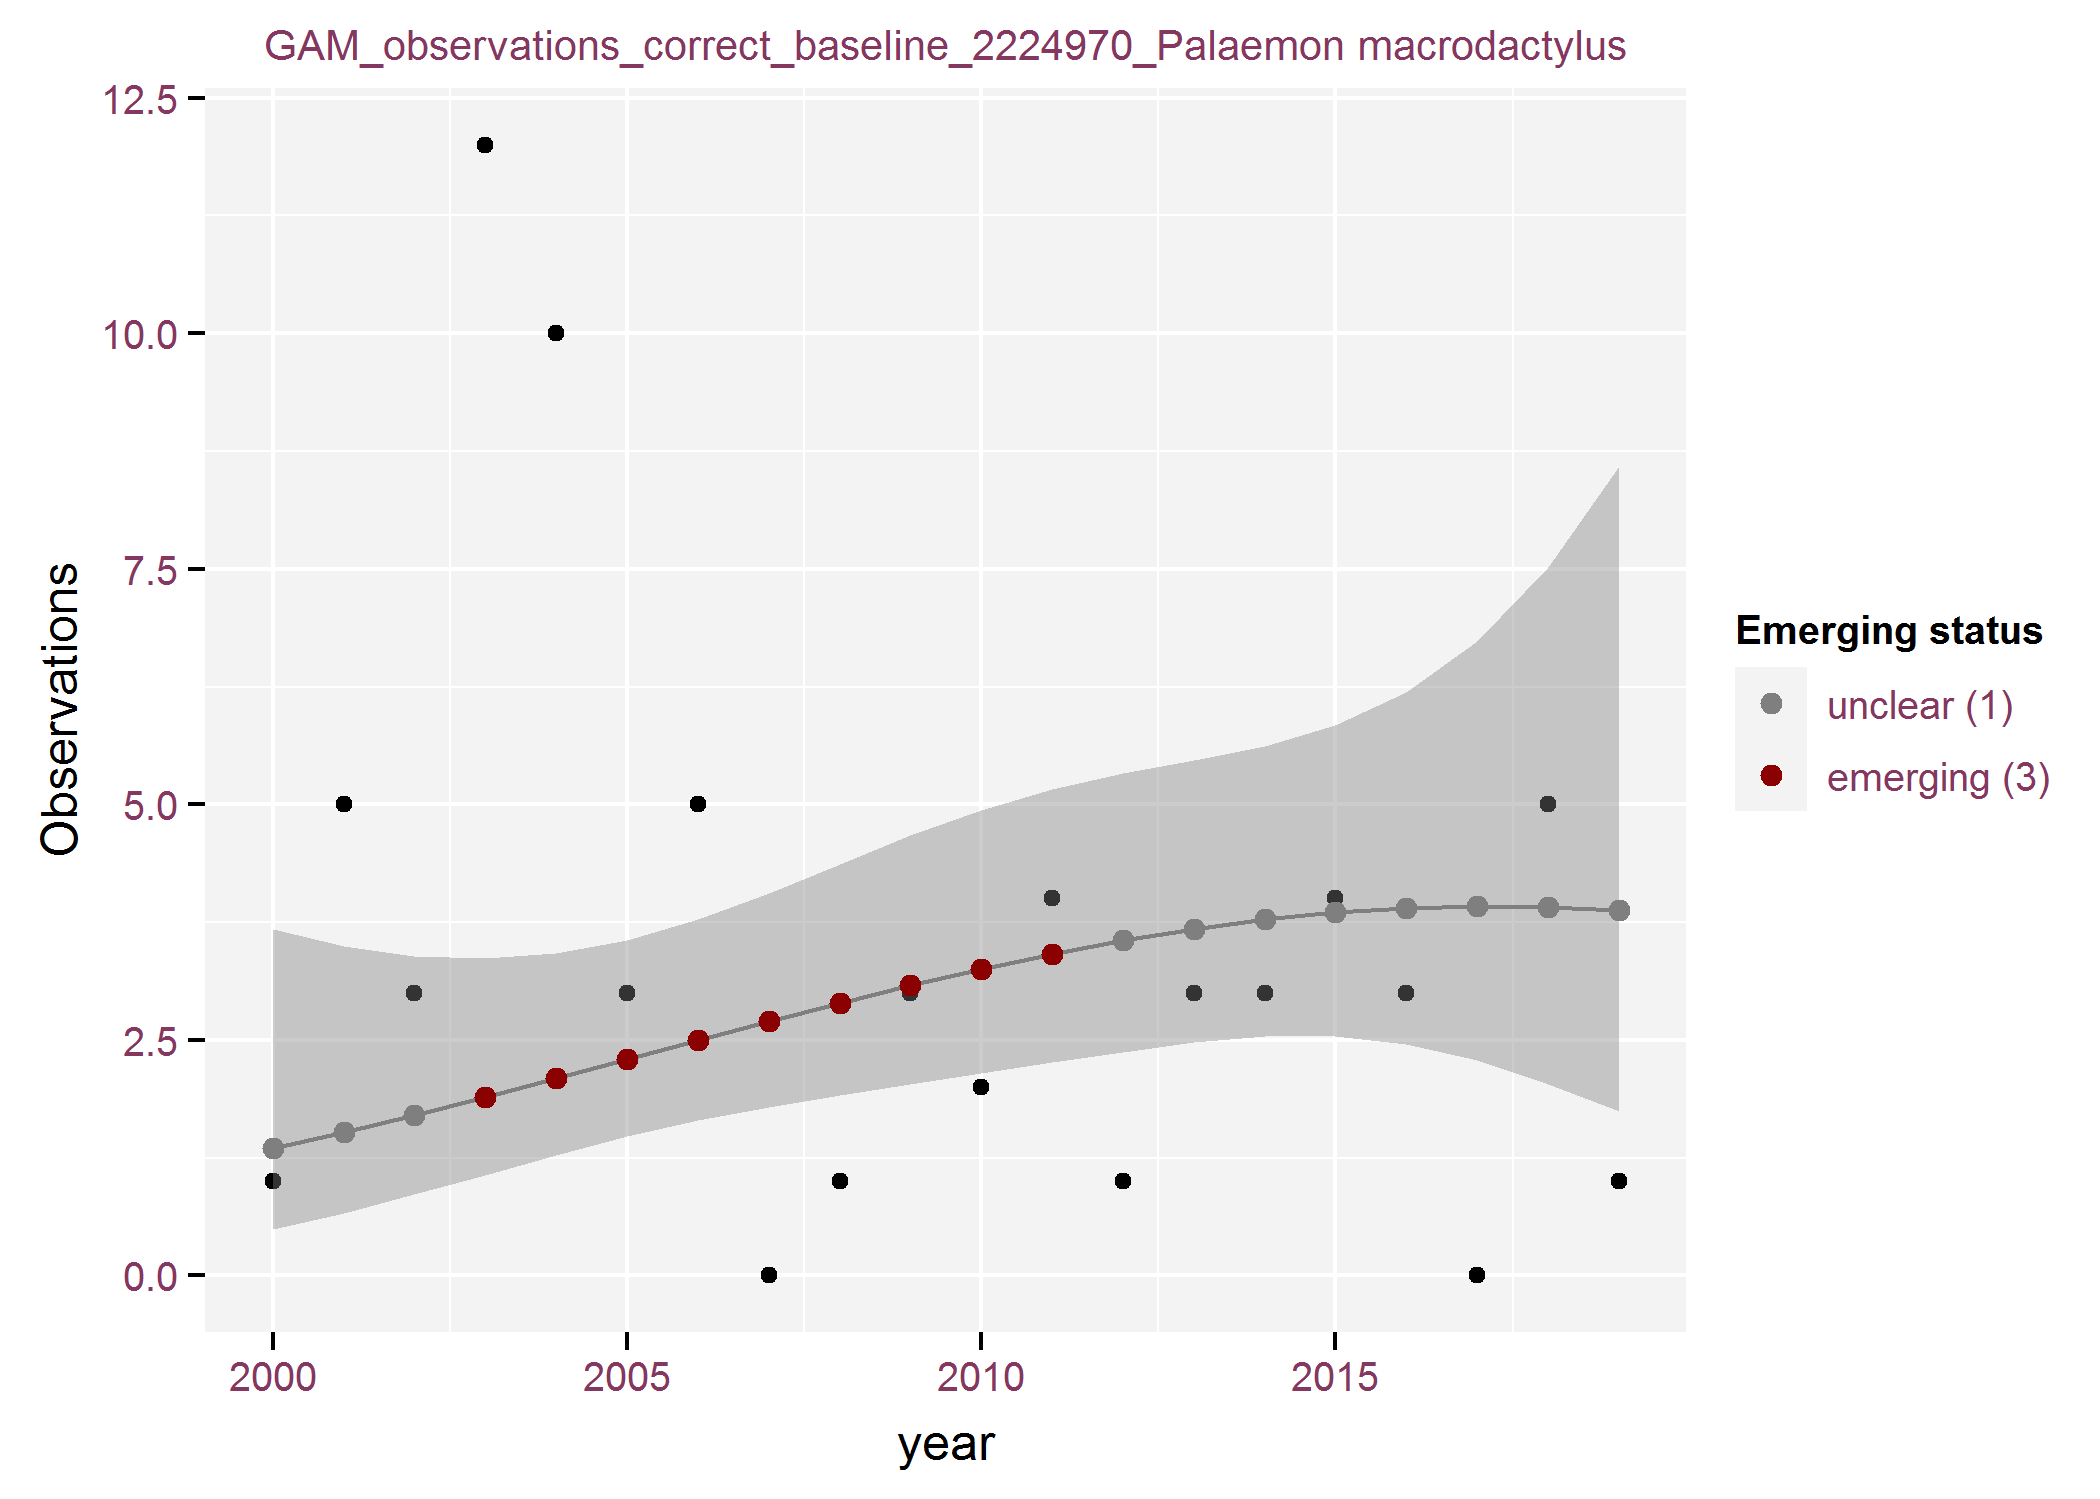 GAM_observations_correct_baseline_2224970_Palaemon macrodactylus
12.5
10.0
7.5
5.0
2.5
0.0
Observations
2000 2005 2010 2015
year
Emerging status
unclear (1)
emerging (3)